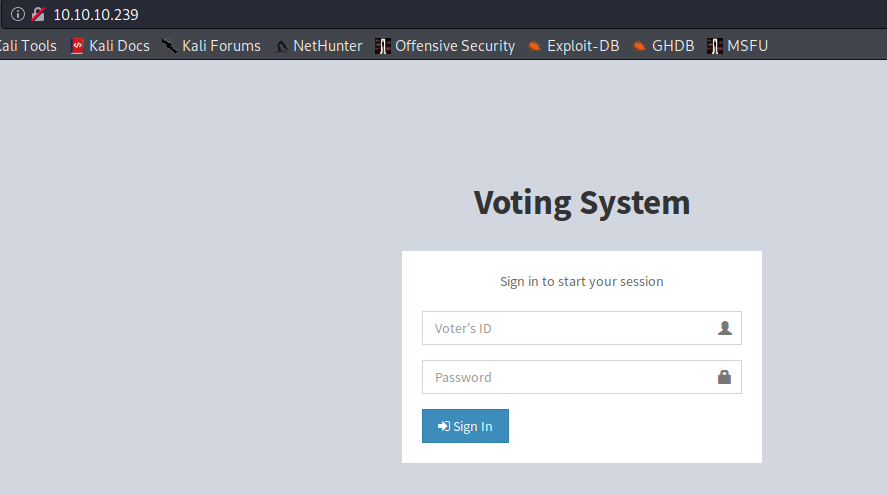 10.10.10.239
ali Tools Kali Docs Kali Forums NetHunter Offensive Security Exploit-DB GHDB MSFU
Voting System
Sign in to start your session
Voter's ID
Password
Sign In